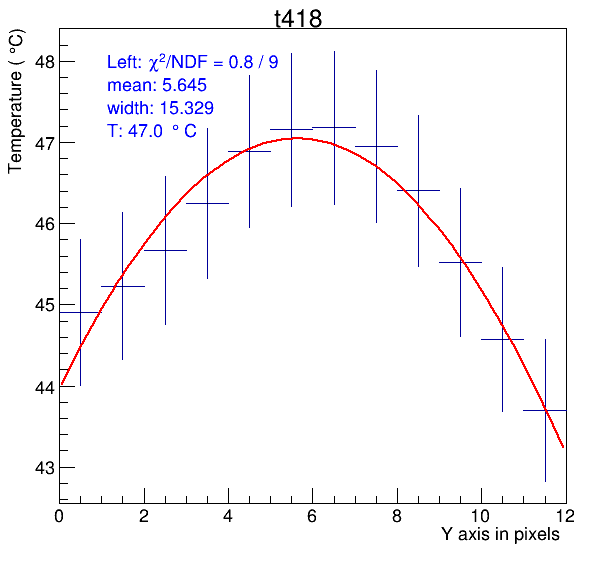 t418
Temperature ( °C)
Left: χ²/NDF = 0.8 / 9
mean: 5.645
width: 15.329
T: 47.0 ° C
48
47
46
45
44
43
0 2 4 6 8 10 12
Y axis in pixels